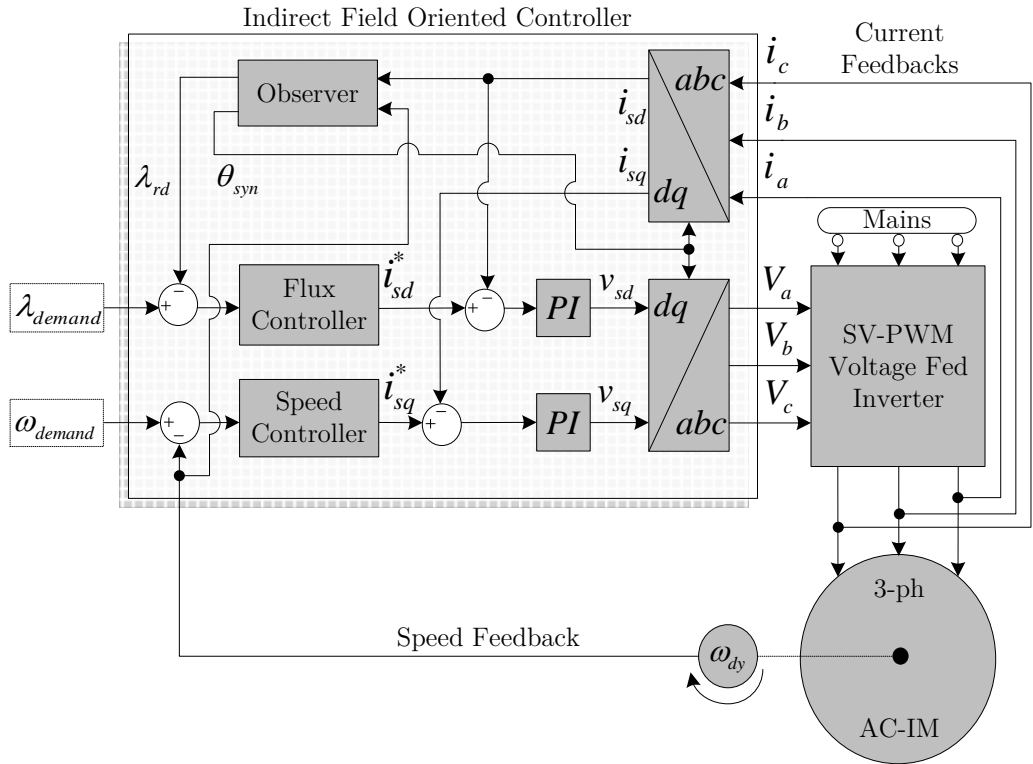 Indirect Field Oriented Controller
Current
Feedbacks
Observer
abc
dq
i_c
i_b
i_a
i_sd
i_sq
λ_rd
θ_syn
Mains
λ_demand
+
−
Flux
Controller
i*_sd
+
−
PI
v_sd
dq
abc
V_a
V_b
V_c
SV-PWM
Voltage Fed
Inverter
ω_demand
+
−
Speed
Controller
i*_sq
+
−
PI
v_sq
3-ph
AC-IM
Speed Feedback
ω_dy